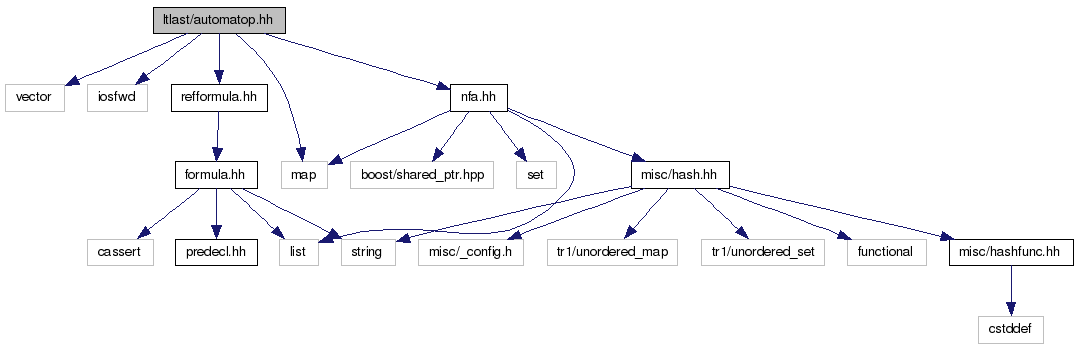 ltlast/automatop.hh
vector
iosfwd
refformula.hh
nfa.hh
formula.hh
map
boost/shared_ptr.hpp
set
misc/hash.hh
cassert
predecl.hh
list
string
misc/_config.h
tr1/unordered_map
tr1/unordered_set
functional
misc/hashfunc.hh
cstddef